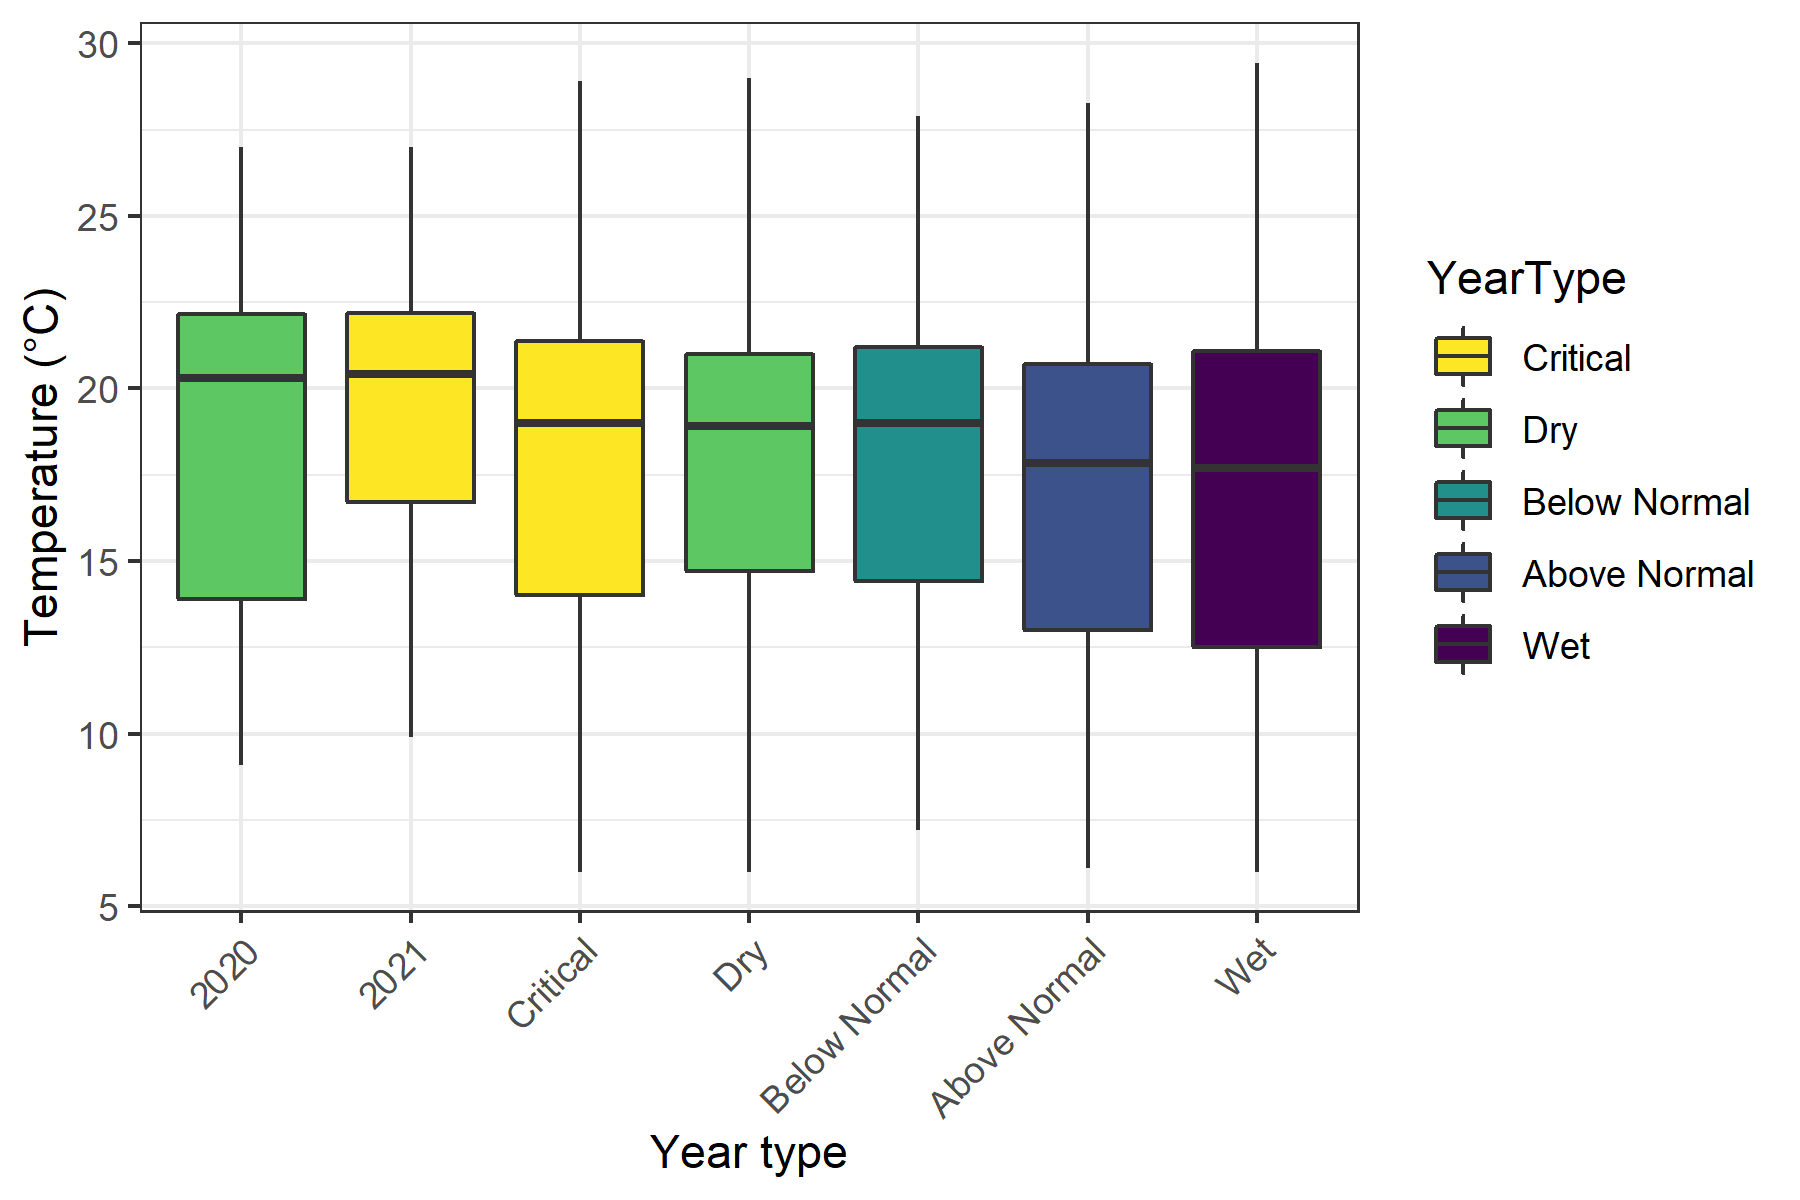 Temperature (°C)
30
25
20
15
10
5
2020
2021
Critical
Dry
Below Normal
Above Normal
Wet
Year type
YearType
Critical
Dry
Below Normal
Above Normal
Wet